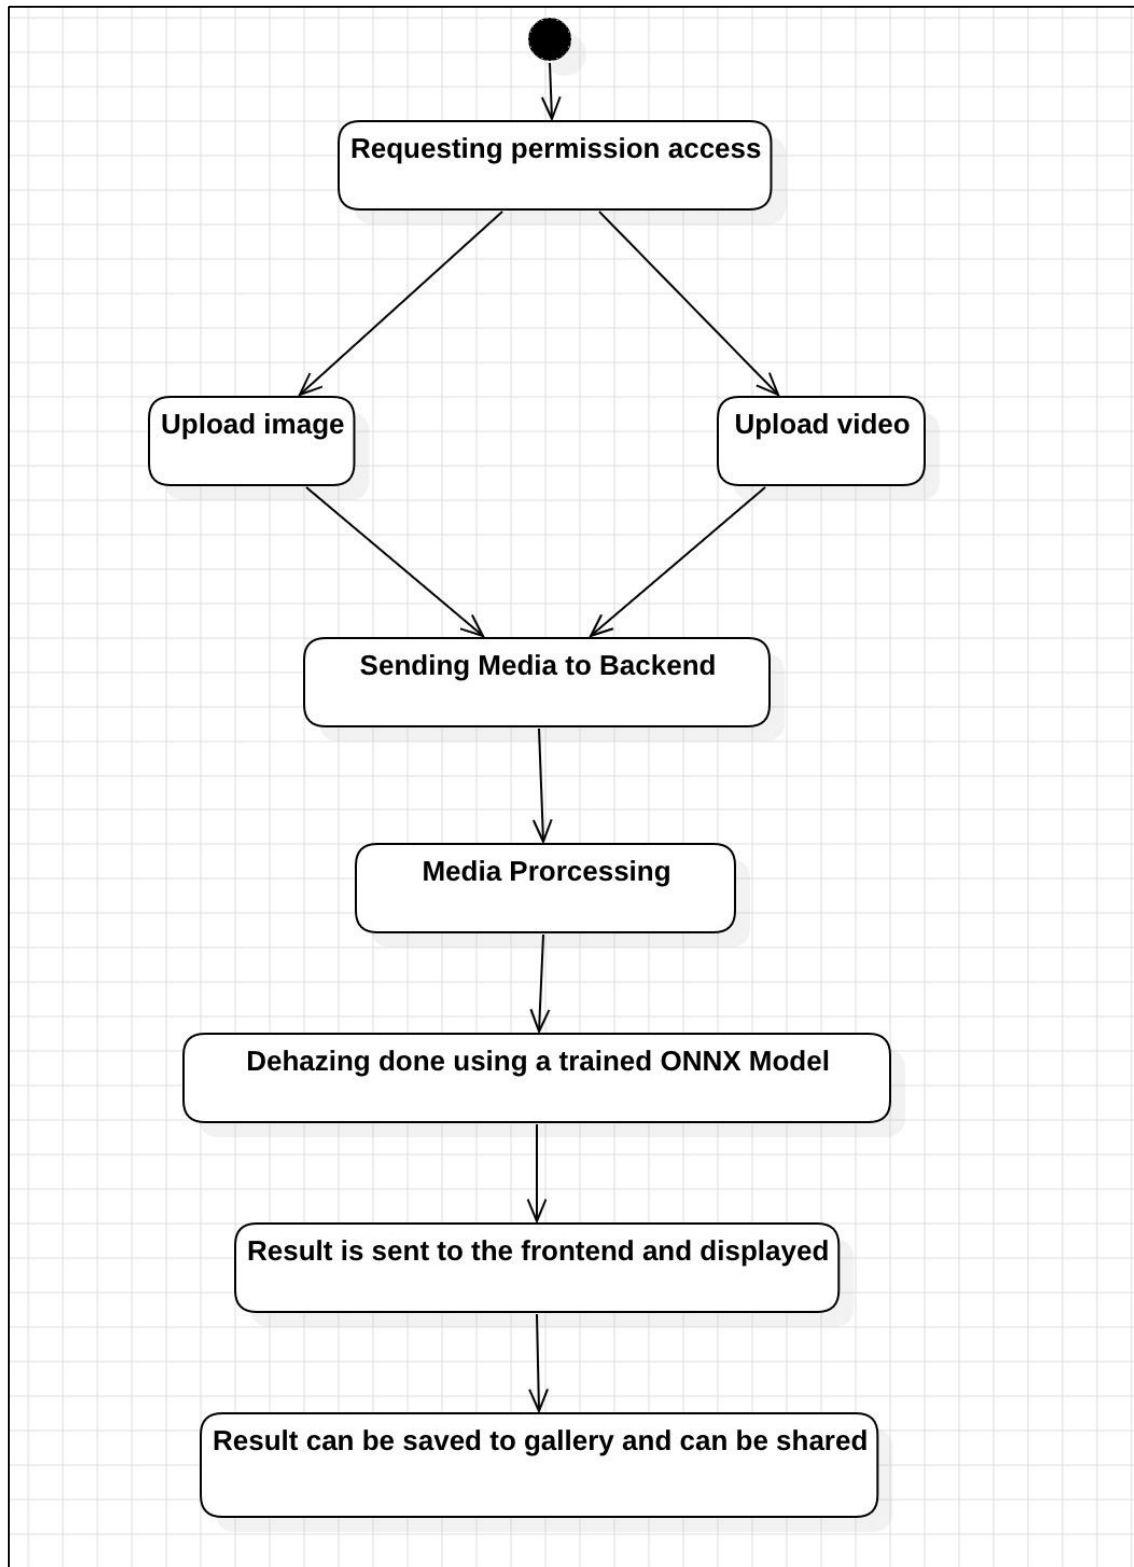 Requesting permission access
Upload image
Upload video
Sending Media to Backend
Media Prorcessing
Dehazing done using a trained ONNX Model
Result is sent to the frontend and displayed
Result can be saved to gallery and can be shared